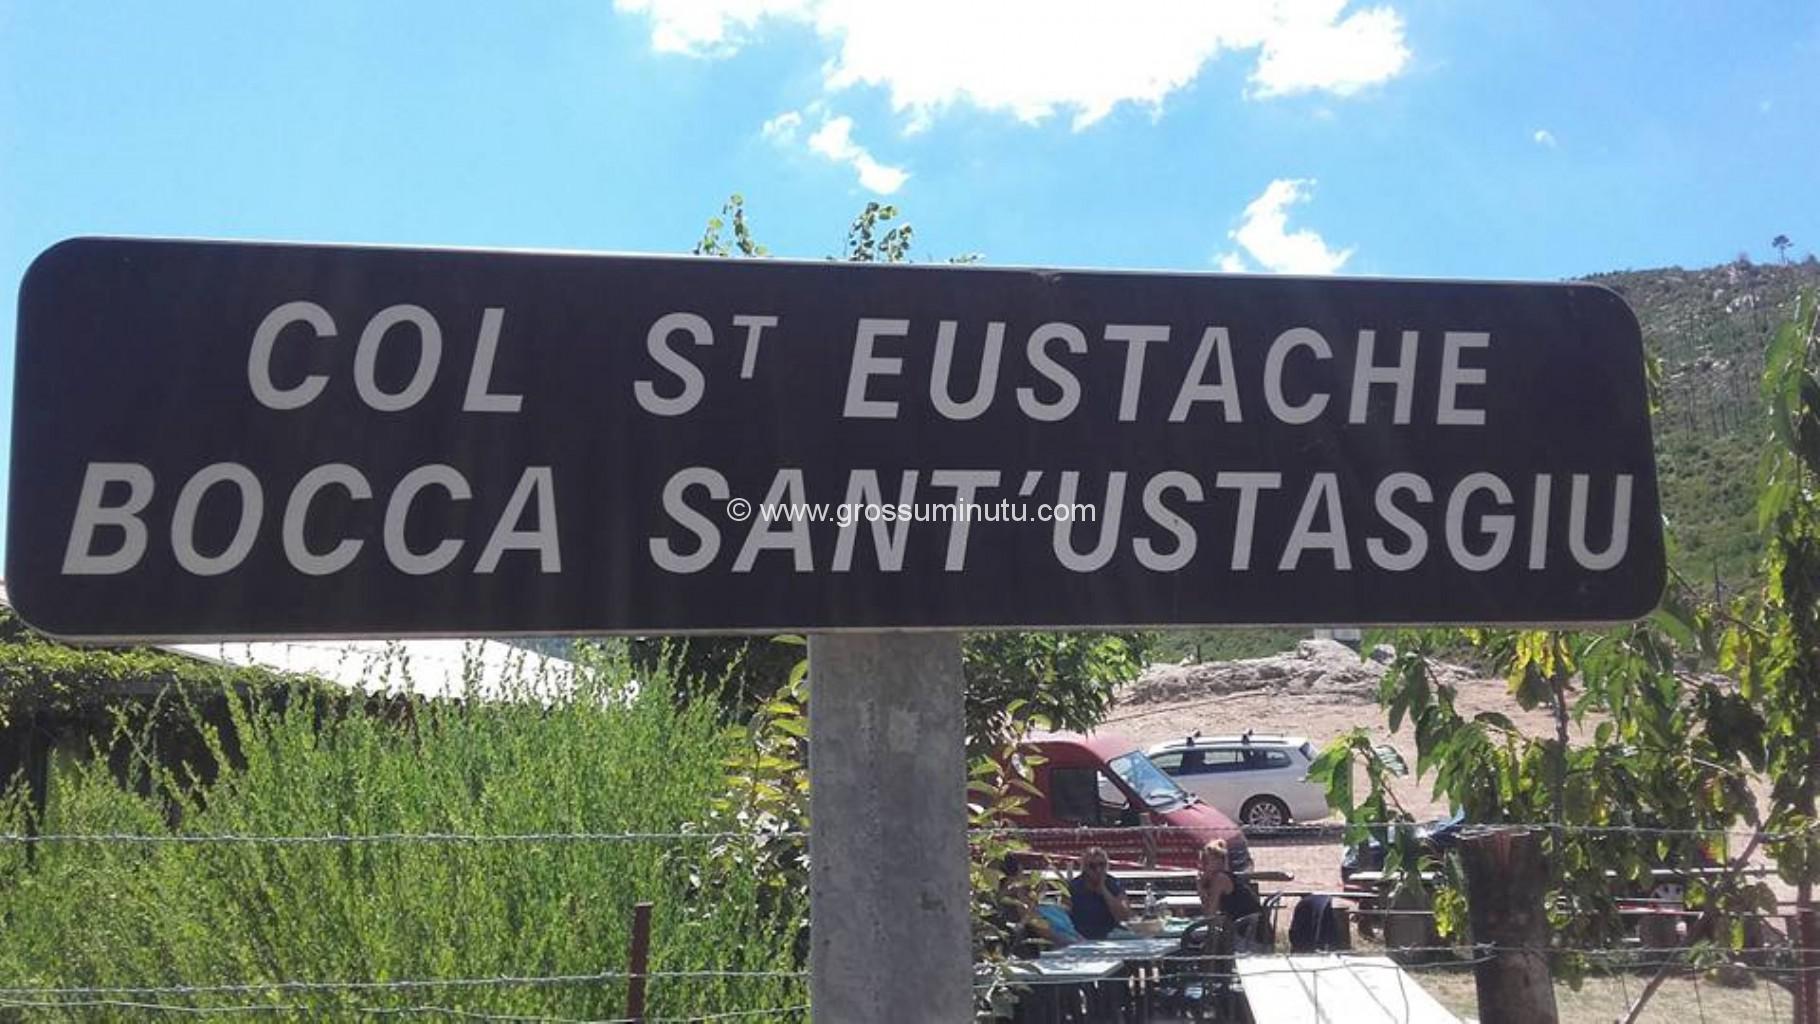 COL ST EUSTACHE
BOCCA SANT'USTASGIU
© www.grossuminutu.com